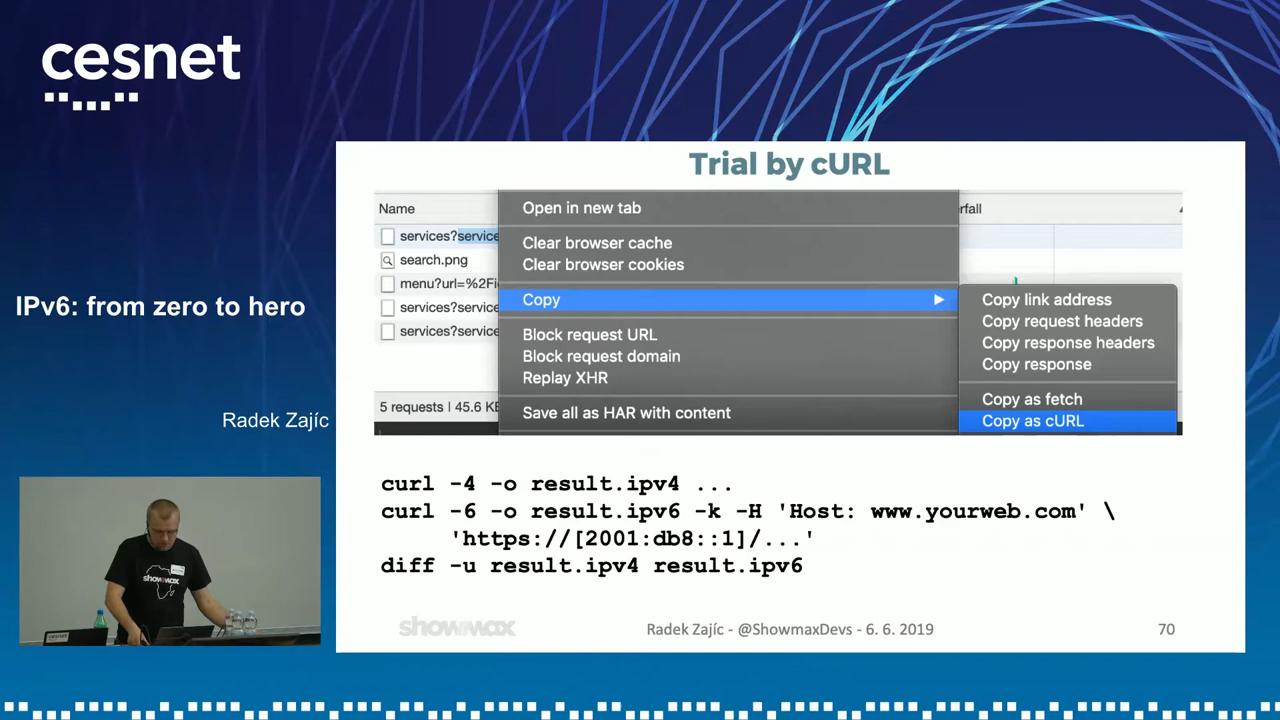 cesnet
IPv6: from zero to hero
Radek Zajíc
Trial by cURL
Name
erfall
services?service
search.png
menu?url=%2Fi
services?service
services?service
5 requests | 45.6 KB
Open in new tab
Clear browser cache
Clear browser cookies
Copy
Block request URL
Block request domain
Replay XHR
Save all as HAR with content
Copy link address
Copy request headers
Copy response headers
Copy response
Copy as fetch
Copy as cURL
curl -4 -o result.ipv4 ...
curl -6 -o result.ipv6 -k -H 'Host: www.yourweb.com' \
'https://[2001:db8::1]/...'
diff -u result.ipv4 result.ipv6
showmax
Radek Zajíc - @ShowmaxDevs - 6. 6. 2019
70
showmax
cesnet